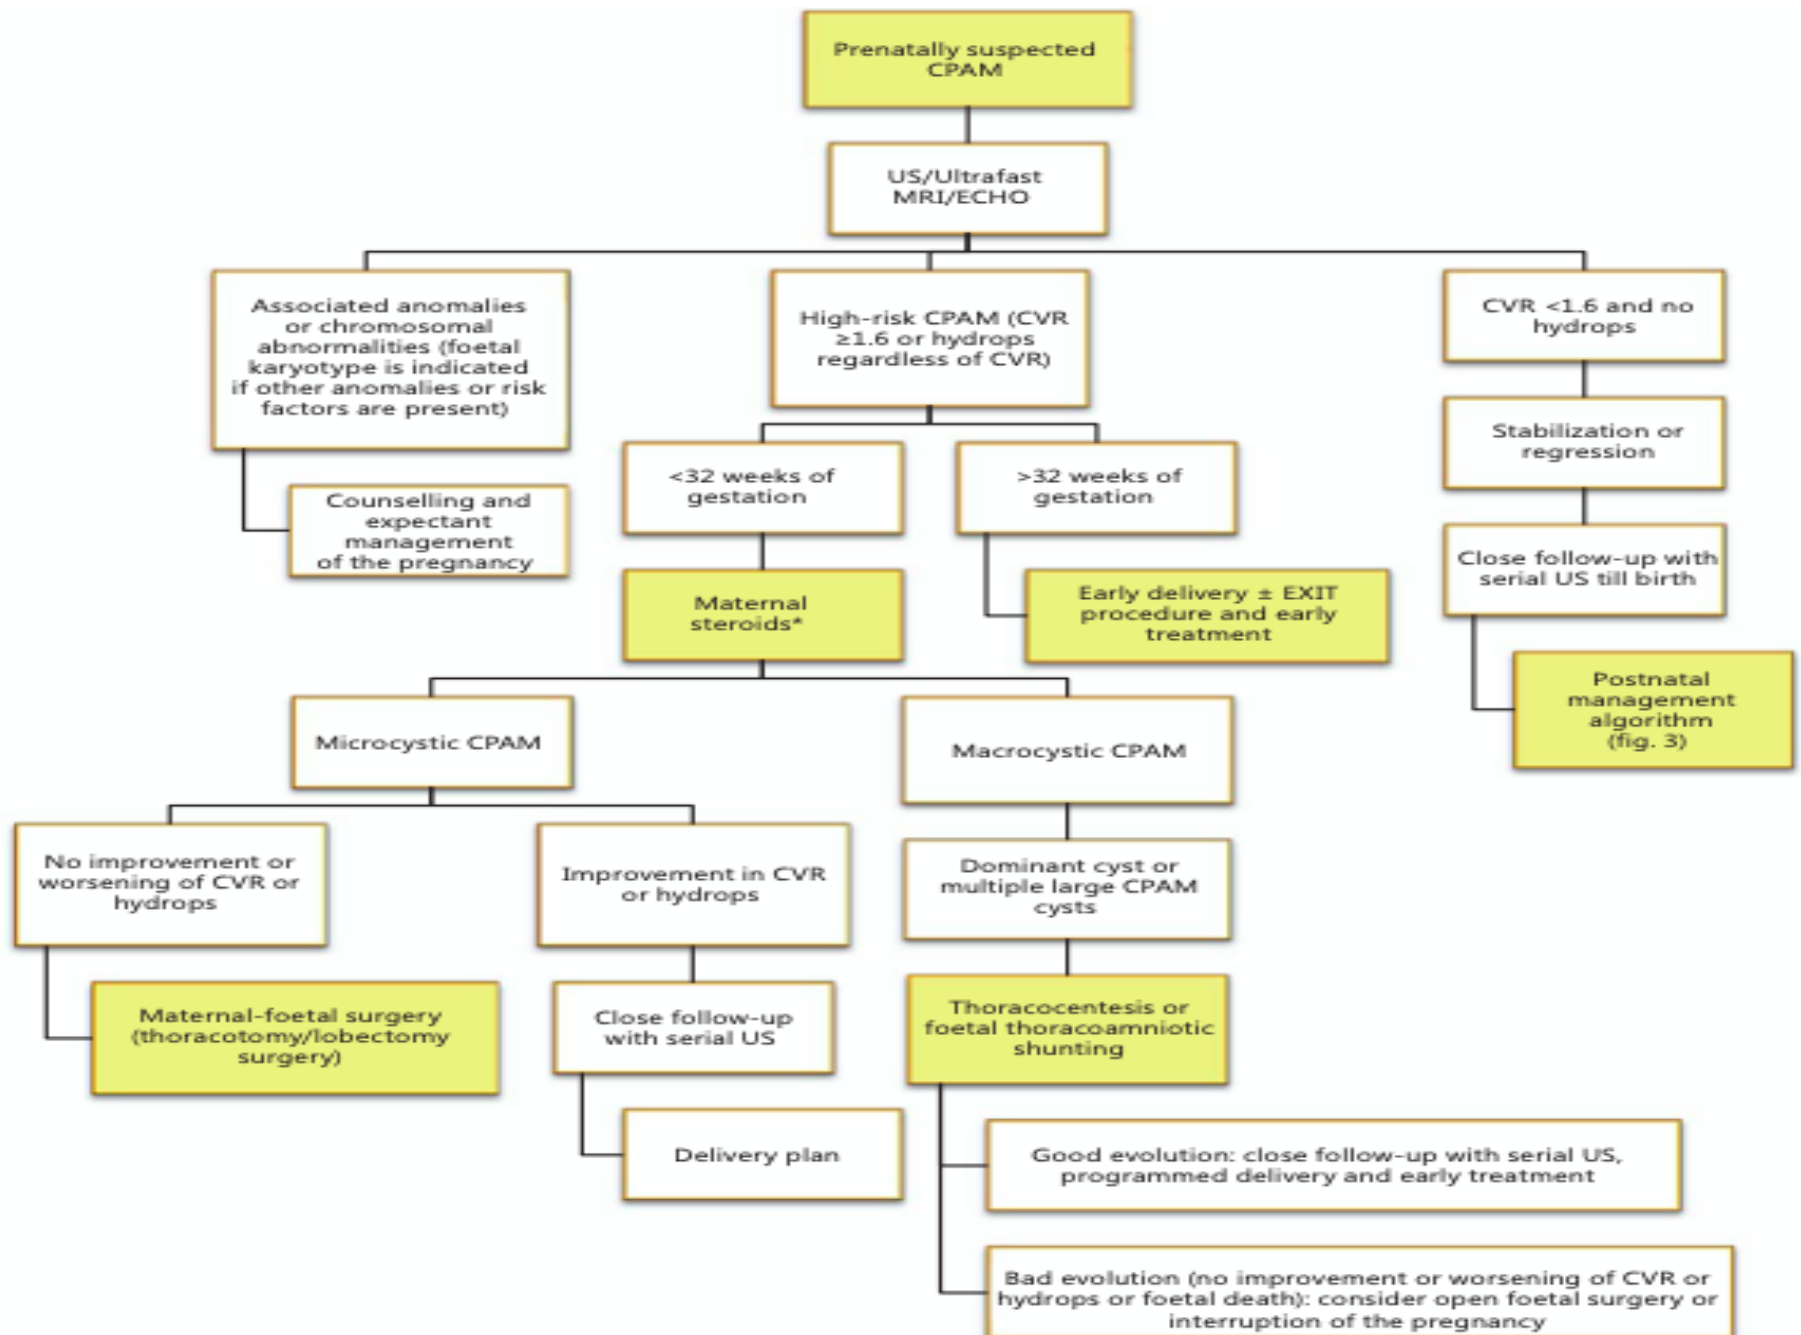 Prenatally suspected
CPAM
US/Ultrafast
MRI/ECHO
Associated anomalies
or chromosomal
abnormalities (foetal
karyotype is indicated
if other anomalies or risk
factors are present)
Counselling and
expectant
management
of the pregnancy
High-risk CPAM (CVR
≥1.6 or hydrops
regardless of CVR)
<32 weeks of
gestation
>32 weeks of
gestation
Maternal
steroids*
Early delivery ± EXIT
procedure and early
treatment
CVR <1.6 and no
hydrops
Stabilization or
regression
Close follow-up with
serial US till birth
Postnatal
management
algorithm
(fig. 3)
Microcystic CPAM
Macrocystic CPAM
No improvement or
worsening of CVR or
hydrops
Maternal-foetal surgery
(thoracotomy/lobectomy
surgery)
Improvement in CVR
or hydrops
Close follow-up
with serial US
Delivery plan
Dominant cyst or
multiple large CPAM
cysts
Thoracocentesis or
foetal thoracoamniotic
shunting
Good evolution: close follow-up with serial US,
programmed delivery and early treatment
Bad evolution (no improvement or worsening of CVR or
hydrops or foetal death): consider open foetal surgery or
interruption of the pregnancy